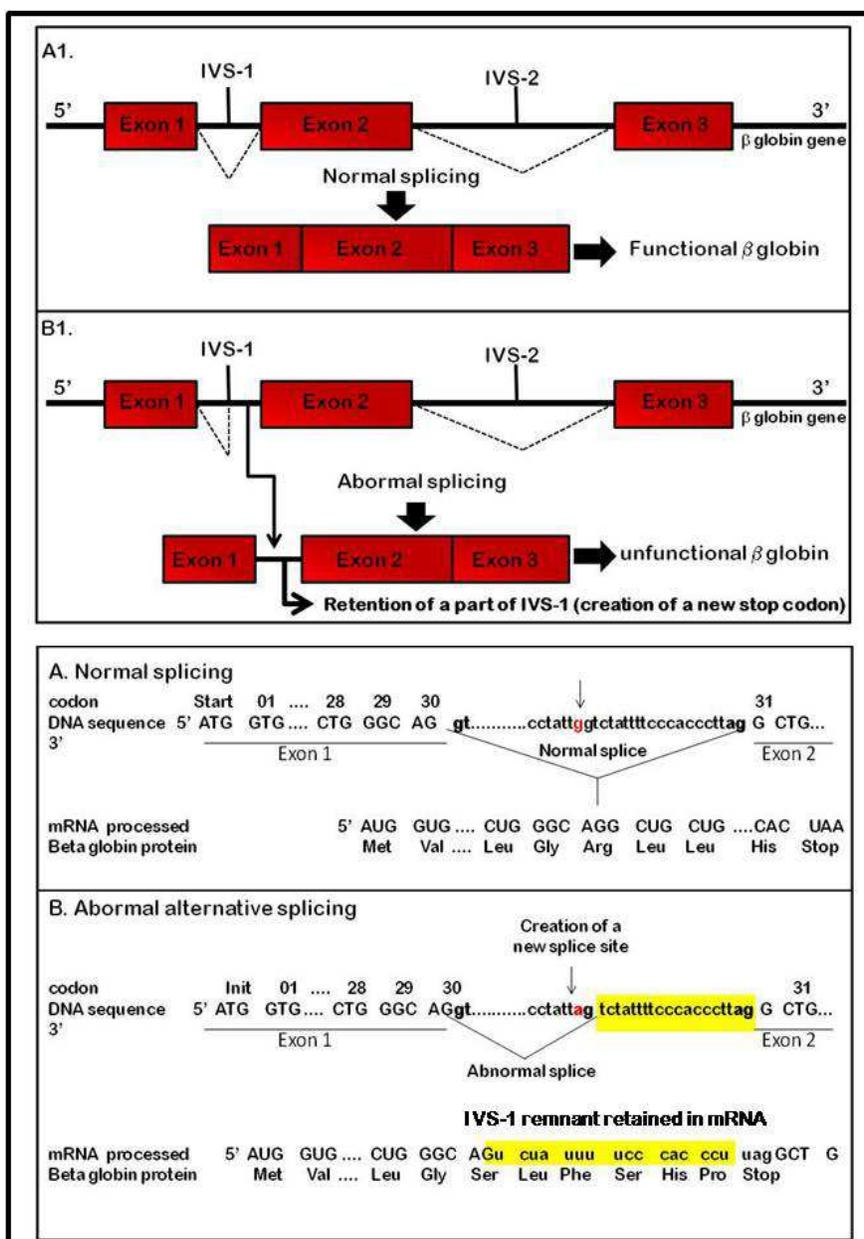 A1.
IVS-1
IVS-2
5’
3’
Exon 1
Exon 2
Exon 3
β globin gene
Normal splicing
Exon 1 Exon 2 Exon 3
Functional β globin
B1.
IVS-1
IVS-2
5’
3’
Exon 1
Exon 2
Exon 3
β globin gene
Abormal splicing
Exon 1 Exon 2 Exon 3
unfunctional β globin
Retention of a part of IVS-1 (creation of a new stop codon)
A. Normal splicing
codon Start 01 .... 28 29 30 31
DNA sequence 5’ ATG GTG .... CTG GGC AG gt...........cctattggtctattttcccacccttag G CTG...
3’
Exon 1
Normal splice
Exon 2
mRNA processed 5’ AUG GUG .... CUG GGC AGG CUG CUG ....CAC UAA
Beta globin protein Met Val .... Leu Gly Arg Leu Leu His Stop
B. Abormal alternative splicing
Creation of a
new splice site
codon Init 01 .... 28 29 30 31
DNA sequence 5’ ATG GTG.... CTG GGC AGgt...........cctattag tctattttcccacccttag G CTG...
3’
Exon 1
Abnormal splice
Exon 2
IVS-1 remnant retained in mRNA
mRNA processed 5’ AUG GUG .... CUG GGC AGu cua uuu ucc cac ccu uag GCT G
Beta globin protein Met Val .... Leu Gly Ser Leu Phe Ser His Pro Stop